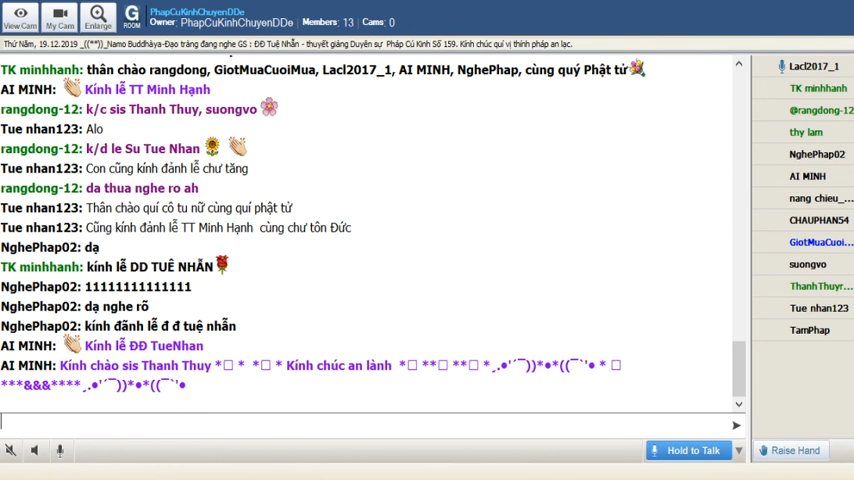 PhapCuKinhChuyenDDe
Owner: PhapCuKinhChuyenDDe Members: 13 Cams: 0
View Cam My Cam Enlarge G ROOM
Thứ Năm, 19.12.2019 _((**))_Namo Buddhàya-Đạo tràng đang nghe GS : ĐĐ Tuệ Nhẫn - thuyết giảng Duyên sự Pháp Cú Kinh Số 159. Kính chúc quí vị thính pháp an lạc.
TK minhhanh: thân chào rangdong, GiotMuaCuoiMua, Lacl2017_1, AI MINH, NghePhap, cùng quý Phật tử
AI MINH: Kính lễ TT Minh Hạnh
rangdong-12: k/c sis Thanh Thuy, suongvo
Tue nhan123: Alo
rangdong-12: k/d le Su Tue Nhan
Tue nhan123: Con cũng kính đảnh lễ chư tăng
rangdong-12: da thua nghe ro ah
Tue nhan123: Thân chào quí cô tu nữ cùng quí phật tử
Tue nhan123: Cũng kính đảnh lễ TT Minh Hạnh cùng chư tôn Đức
NghePhap02: dạ
TK minhhanh: kính lễ DD TUÊ NHẪN
NghePhap02: 11111111111111
NghePhap02: dạ nghe rõ
NghePhap02: kính đãnh lễ đ đ tuệ nhẫn
AI MINH: Kính lễ ĐĐ TueNhan
AI MINH: Kính chào sis Thanh Thuy *□ * *□ * Kính chúc an lành *□ **□ **□ * ,.•'´¯))*•*((¯`'• * □
***&&&**** ,.•'´¯))*•*((¯`'•
Hold to Talk
Lacl2017_1
TK minhhanh
@rangdong-12
thy lam
NghePhap02
AI MINH
nang chieu_...
CHAUPHAN54
GiotMuaCuoi...
suongvo
ThanhThuyr...
Tue nhan123
TamPhap
Raise Hand